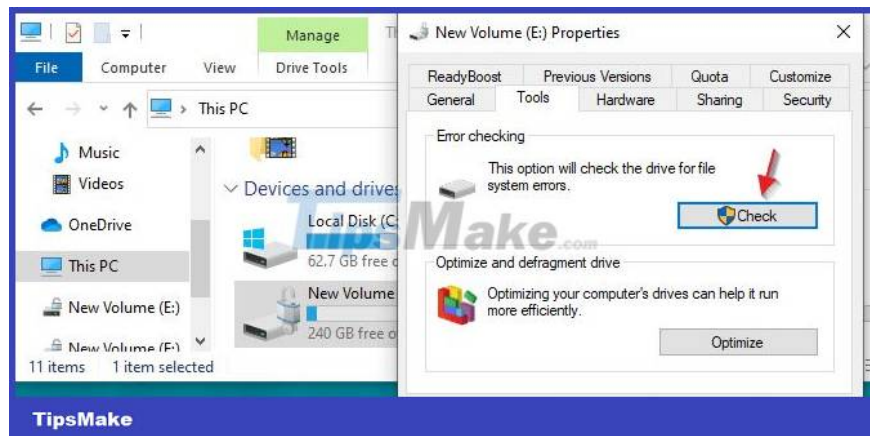 Manage
New Volume (E:) Properties
File
Computer
View
Drive Tools
This PC
Music
Videos
OneDrive
This PC
New Volume (E:)
New Volume (E:)
11 items
1 item selected
Devices and drives
Local Disk (C:
62.7 GB free o
New Volume
240 GB free o
ReadyBoost
Previous Versions
Quota
Customize
General
Tools
Hardware
Sharing
Security
Error checking
This option will check the drive for file
system errors.
Check
Optimize and defragment drive
Optimizing your computer's drives can help it run
more efficiently.
Optimize
TipsMake.com
TipsMake